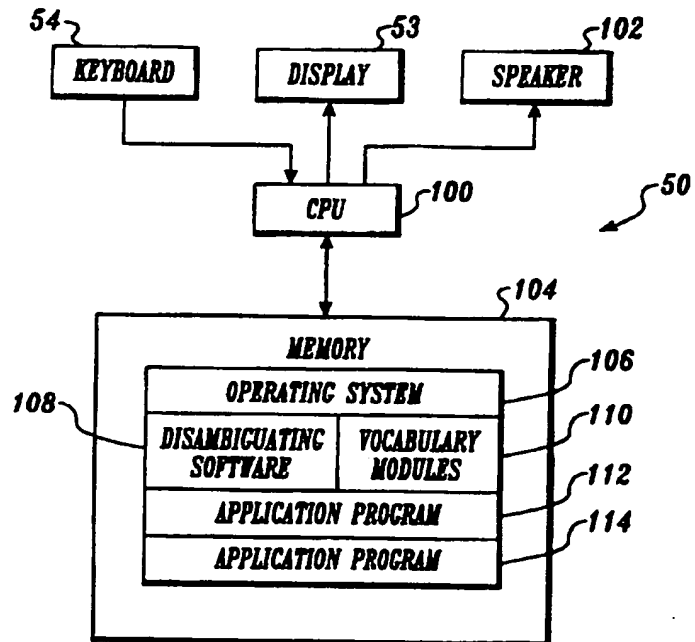 54
53
102
KEYBOARD
DISPLAY
SPEAKER
CPU
100
50
104
MEMORY
OPERATING SYSTEM
106
108
DISAMBIGUATING
SOFTWARE
VOCABULARY
MODULES
110
APPLICATION PROGRAM
112
APPLICATION PROGRAM
114